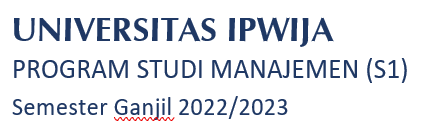 UNIVERSITAS IPWIJA
PROGRAM STUDI MANAJEMEN (S1)
Semester Ganjil 2022/2023